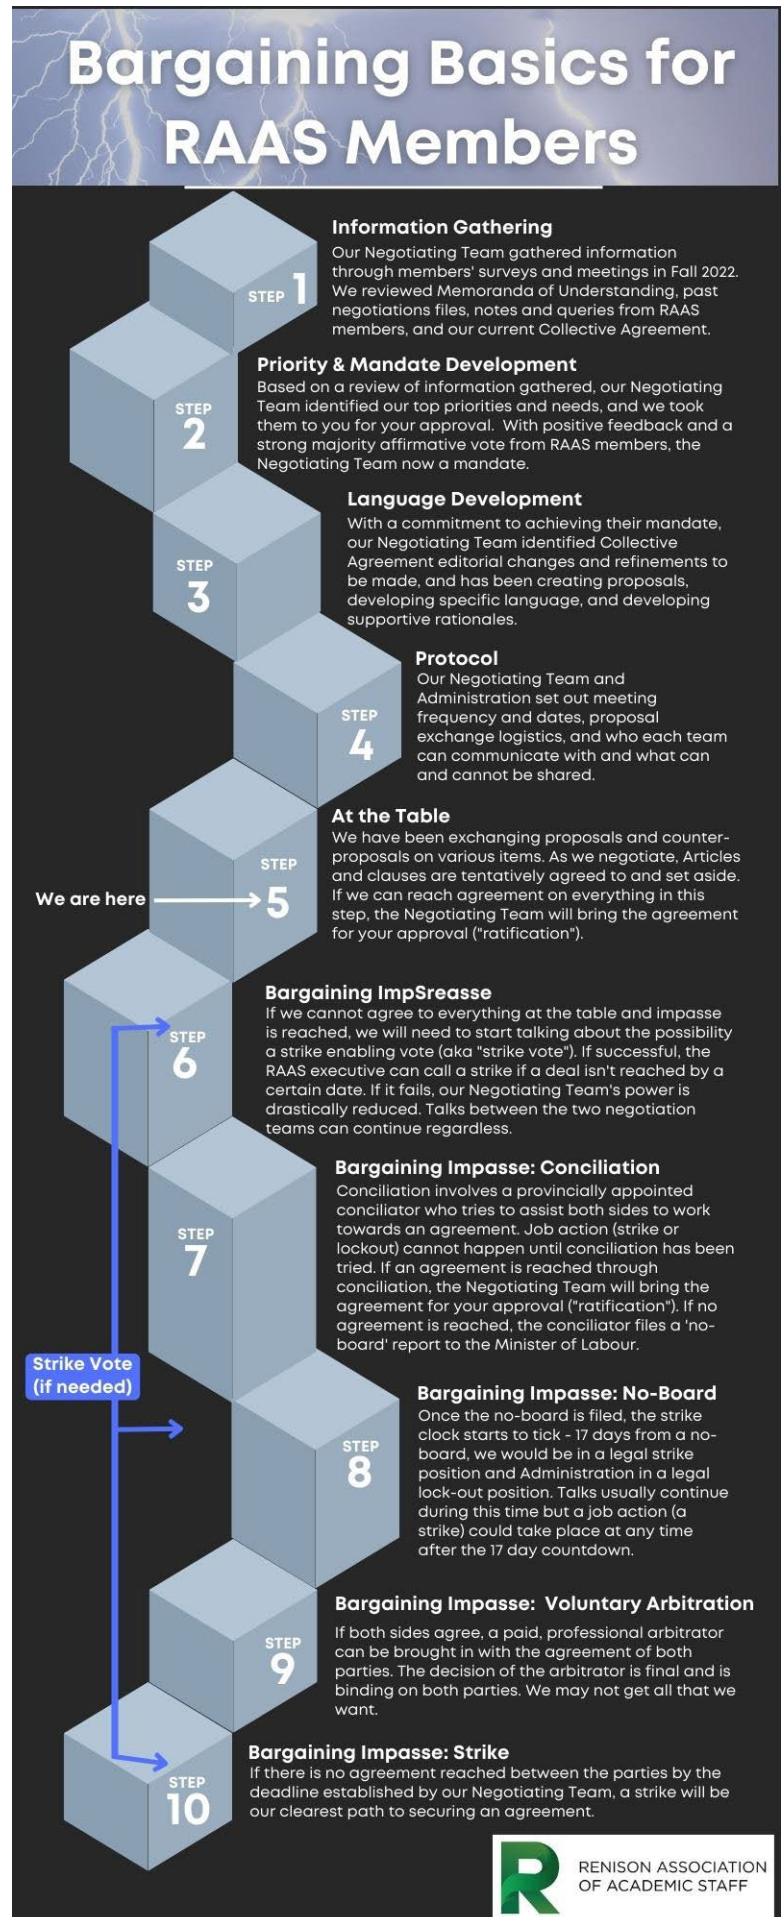 Bargaining Basics for
RAAS Members
STEP 1
Information Gathering
Our Negotiating Team gathered information
through members' surveys and meetings in Fall 2022.
We reviewed Memoranda of Understanding, past
negotiations files, notes and queries from RAAS
members, and our current Collective Agreement.
STEP
2
Priority & Mandate Development
Based on a review of information gathered, our Negotiating
Team identified our top priorities and needs, and we took
them to you for your approval.  With positive feedback and a
strong majority affirmative vote from RAAS members, the
Negotiating Team now a mandate.
STEP
3
Language Development
With a commitment to achieving their mandate,
our Negotiating Team identified Collective
Agreement editorial changes and refinements to
be made, and has been creating proposals,
developing specific language, and developing
supportive rationales.
STEP
4
Protocol
Our Negotiating Team and
Administration set out meeting
frequency and dates, proposal
exchange logistics, and who each team
can communicate with and what can
and cannot be shared.
We are here
STEP
5
At the Table
We have been exchanging proposals and counter-
proposals on various items. As we negotiate, Articles
and clauses are tentatively agreed to and set aside.
If we can reach agreement on everything in this
step, the Negotiating Team will bring the agreement
for your approval ("ratification").
STEP
6
Bargaining ImpSreasse
If we cannot agree to everything at the table and impasse
is reached, we will need to start talking about the possibility
a strike enabling vote (aka "strike vote"). If successful, the
RAAS executive can call a strike if a deal isn't reached by a
certain date. If it fails, our Negotiating Team's power is
drastically reduced. Talks between the two negotiation
teams can continue regardless.
STEP
7
Bargaining Impasse: Conciliation
Conciliation involves a provincially appointed
conciliator who tries to assist both sides to work
towards an agreement. Job action (strike or
lockout) cannot happen until conciliation has been
tried. If an agreement is reached through
conciliation, the Negotiating Team will bring the
agreement for your approval ("ratification"). If no
agreement is reached, the conciliator files a 'no-
board' report to the Minister of Labour.
Strike Vote
(if needed)
STEP
8
Bargaining Impasse: No-Board
Once the no-board is filed, the strike
clock starts to tick - 17 days from a no-
board, we would be in a legal strike
position and Administration in a legal
lock-out position. Talks usually continue
during this time but a job action (a
strike) could take place at any time
after the 17 day countdown.
STEP
9
Bargaining Impasse:  Voluntary Arbitration
If both sides agree, a paid, professional arbitrator
can be brought in with the agreement of both
parties. The decision of the arbitrator is final and is
binding on both parties. We may not get all that we
want.
STEP
10
Bargaining Impasse: Strike
If there is no agreement reached between the parties by the
deadline established by our Negotiating Team, a strike will be
our clearest path to securing an agreement.
R
RENISON ASSOCIATION
OF ACADEMIC STAFF